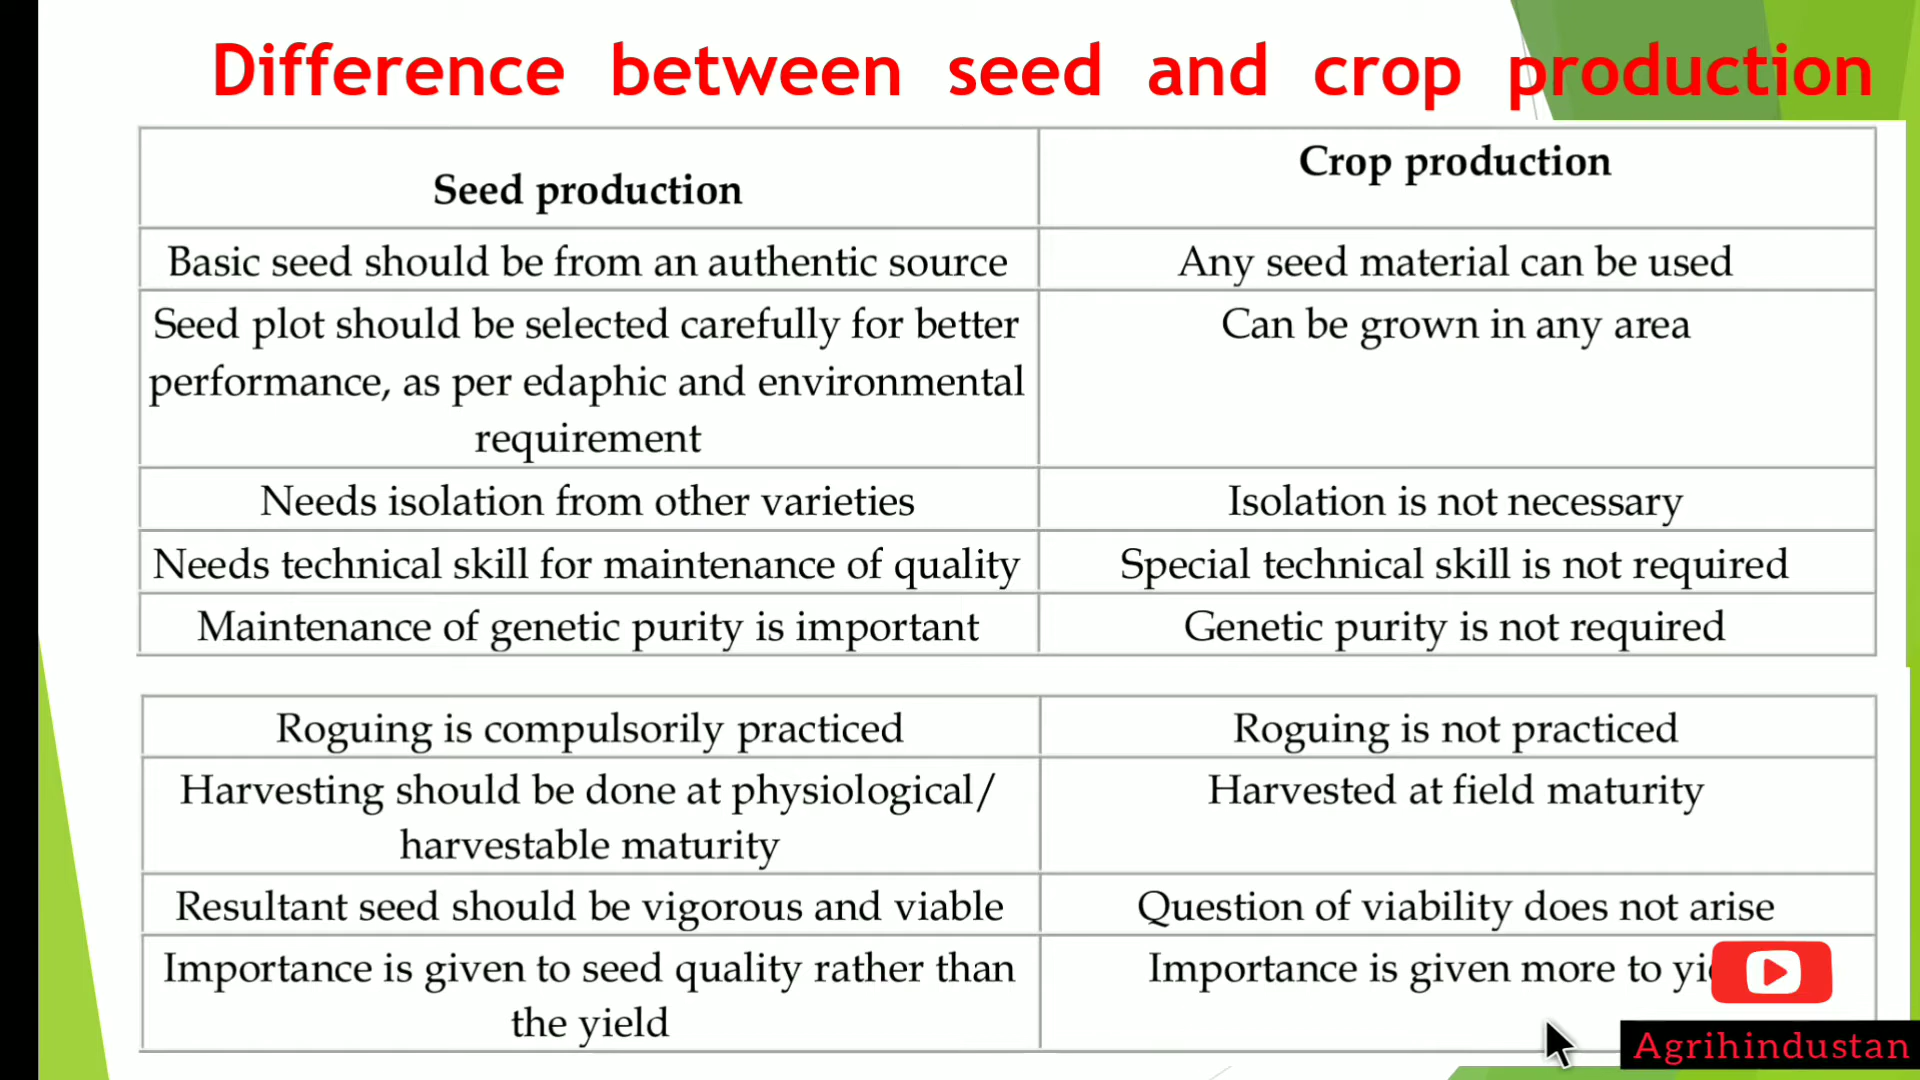 Difference between seed and crop production
Seed production
Crop production
Basic seed should be from an authentic source
Any seed material can be used
Seed plot should be selected carefully for better
performance, as per edaphic and environmental
requirement
Can be grown in any area
Needs isolation from other varieties
Isolation is not necessary
Needs technical skill for maintenance of quality
Special technical skill is not required
Maintenance of genetic purity is important
Genetic purity is not required
Roguing is compulsorily practiced
Roguing is not practiced
Harvesting should be done at physiological/
harvestable maturity
Harvested at field maturity
Resultant seed should be vigorous and viable
Question of viability does not arise
Importance is given to seed quality rather than
the yield
Importance is given more to
Agrihindustan